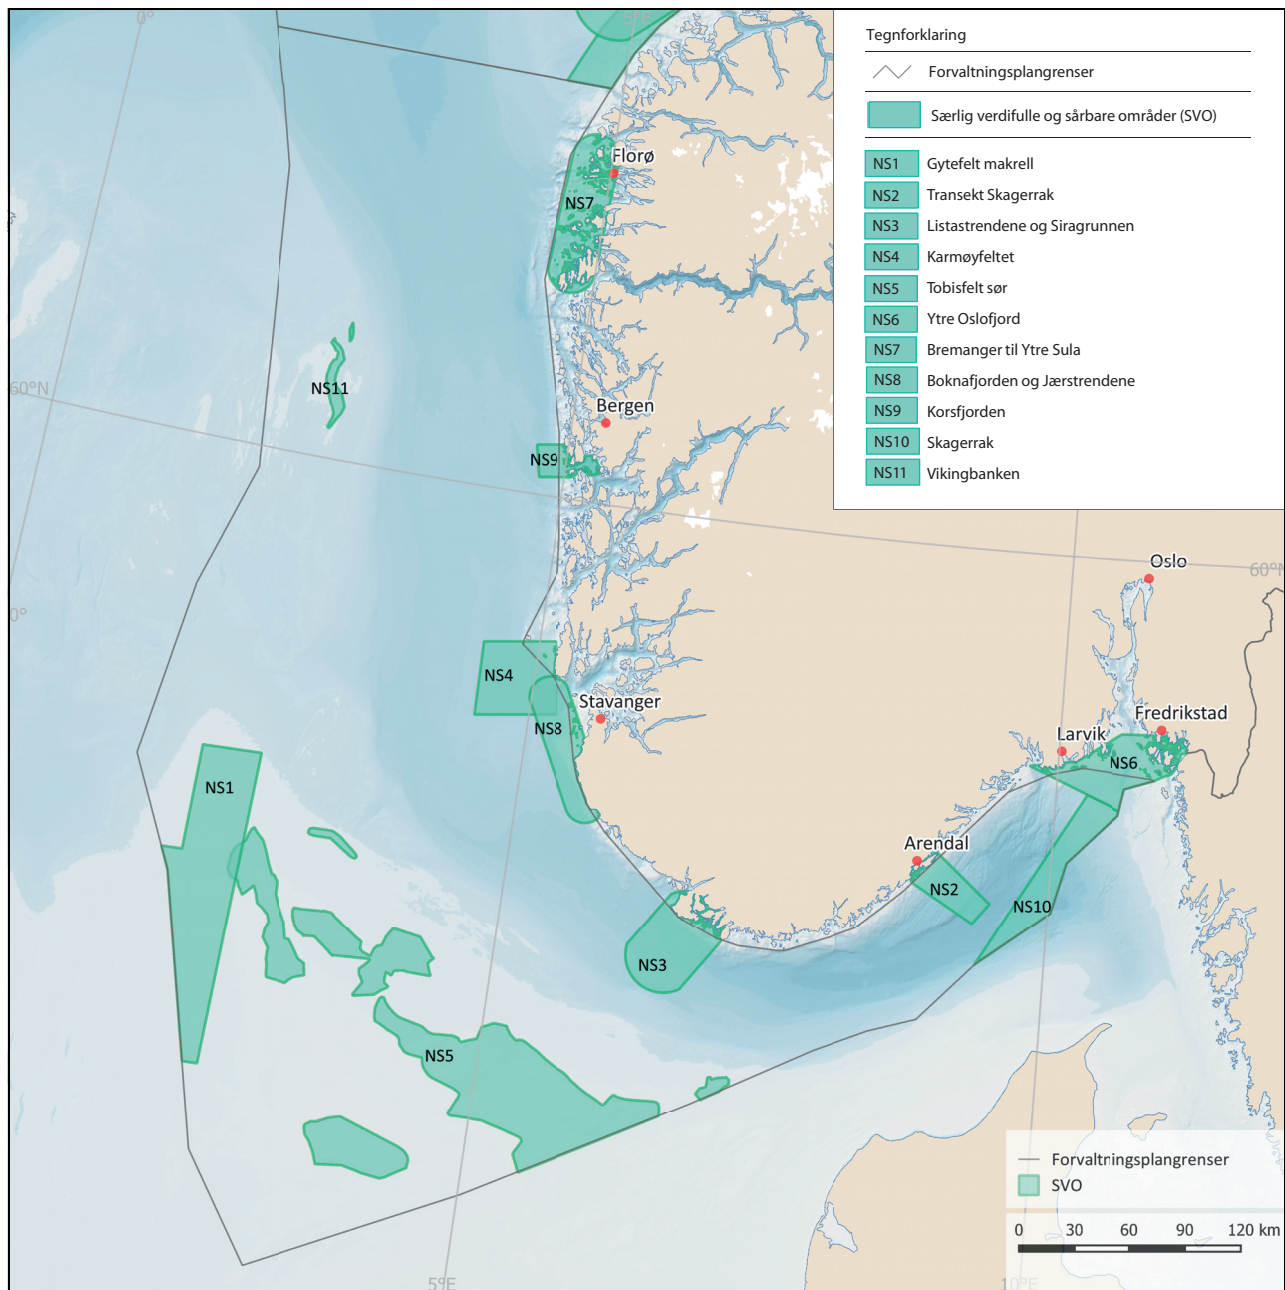 0°
5°E
Tegnforklaring
Forvaltningsplangrenser
Særlig verdifulle og sårbare områder (SVO)
NS1 Gytefelt makrell
NS2 Transekt Skagerrak
NS3 Listastrendene og Siragrunnen
NS4 Karmøyfeltet
NS5 Tobisfelt sør
NS6 Ytre Oslofjord
NS7 Bremanger til Ytre Sula
NS8 Boknafjorden og Jærstrendene
NS9 Korsfjorden
NS10 Skagerrak
NS11 Vikingbanken
Florø
NS7
60°N
NS11
Bergen
NS9
Oslo
60°N
0°
NS4
Stavanger
NS8
Fredrikstad
Larvik
NS6
NS1
Arendal
NS2
NS10
NS3
NS5
Forvaltningsplangrenser
SVO
0 30 60 90 120 km
5°E
10°E